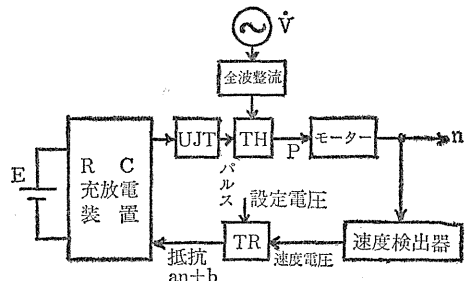 V̇
全波整流
UJT
TH
P
モーター
n
パルス
E
R C
充放電
装置
設定電圧
TR
速度電圧
速度検出器
抵抗
an+b